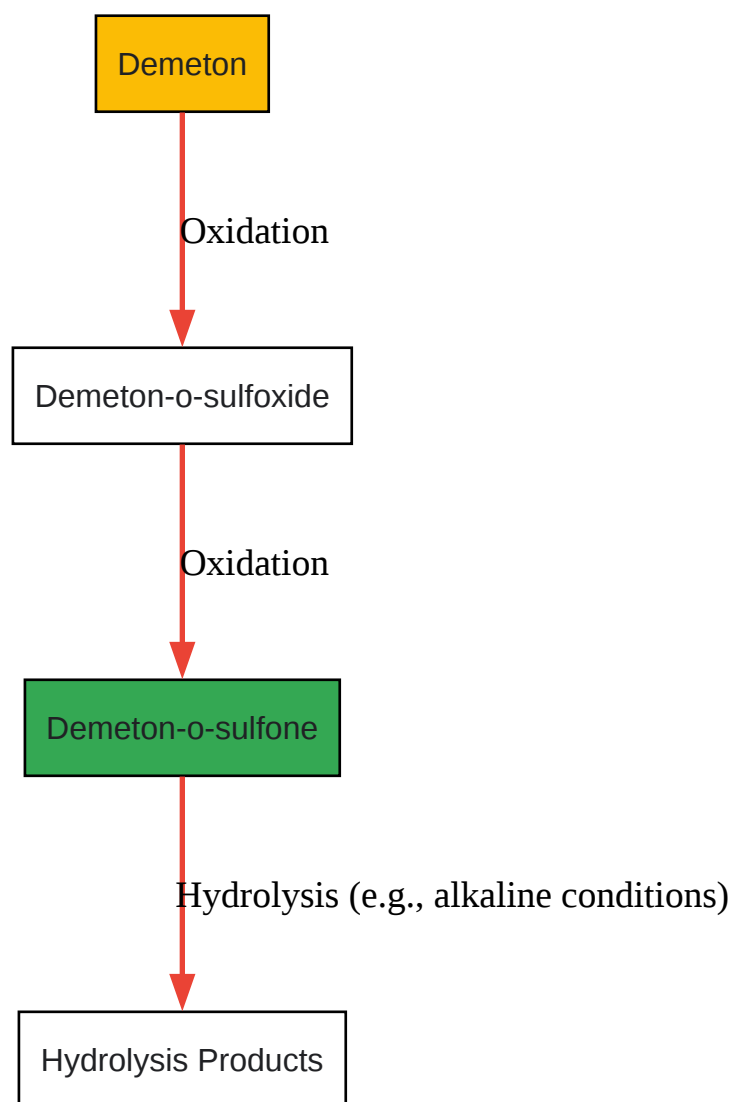 Demeton
Oxidation
Demeton-o-sulfoxide
Oxidation
Demeton-o-sulfone
Hydrolysis (e.g., alkaline conditions)
Hydrolysis Products